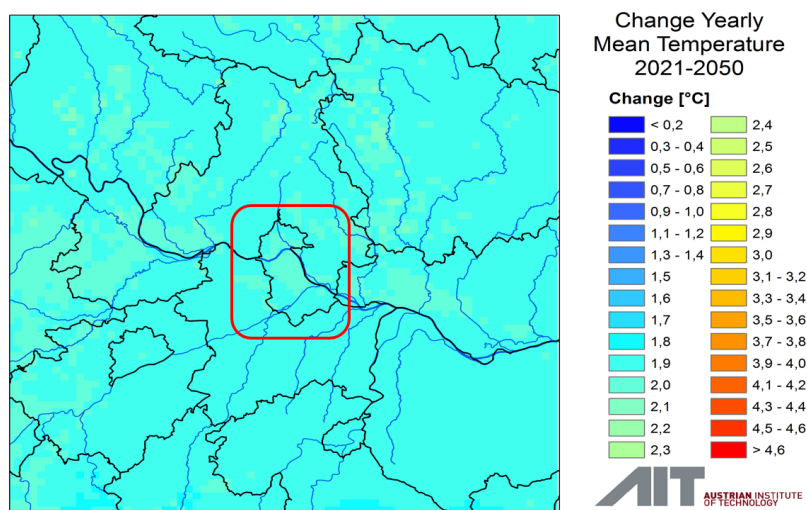 Change Yearly
Mean Temperature
2021-2050
Change [°C]
< 0,2
0,3 - 0,4
0,5 - 0,6
0,7 - 0,8
0,9 - 1,0
1,1 - 1,2
1,3 - 1,4
1,5
1,6
1,7
1,8
1,9
2,0
2,1
2,2
2,3
2,4
2,5
2,6
2,7
2,8
2,9
3,0
3,1 - 3,2
3,3 - 3,4
3,5 - 3,6
3,7 - 3,8
3,9 - 4,0
4,1 - 4,2
4,3 - 4,4
4,5 - 4,6
> 4,6
AIT
AUSTRIAN INSTITUTE
OF TECHNOLOGY